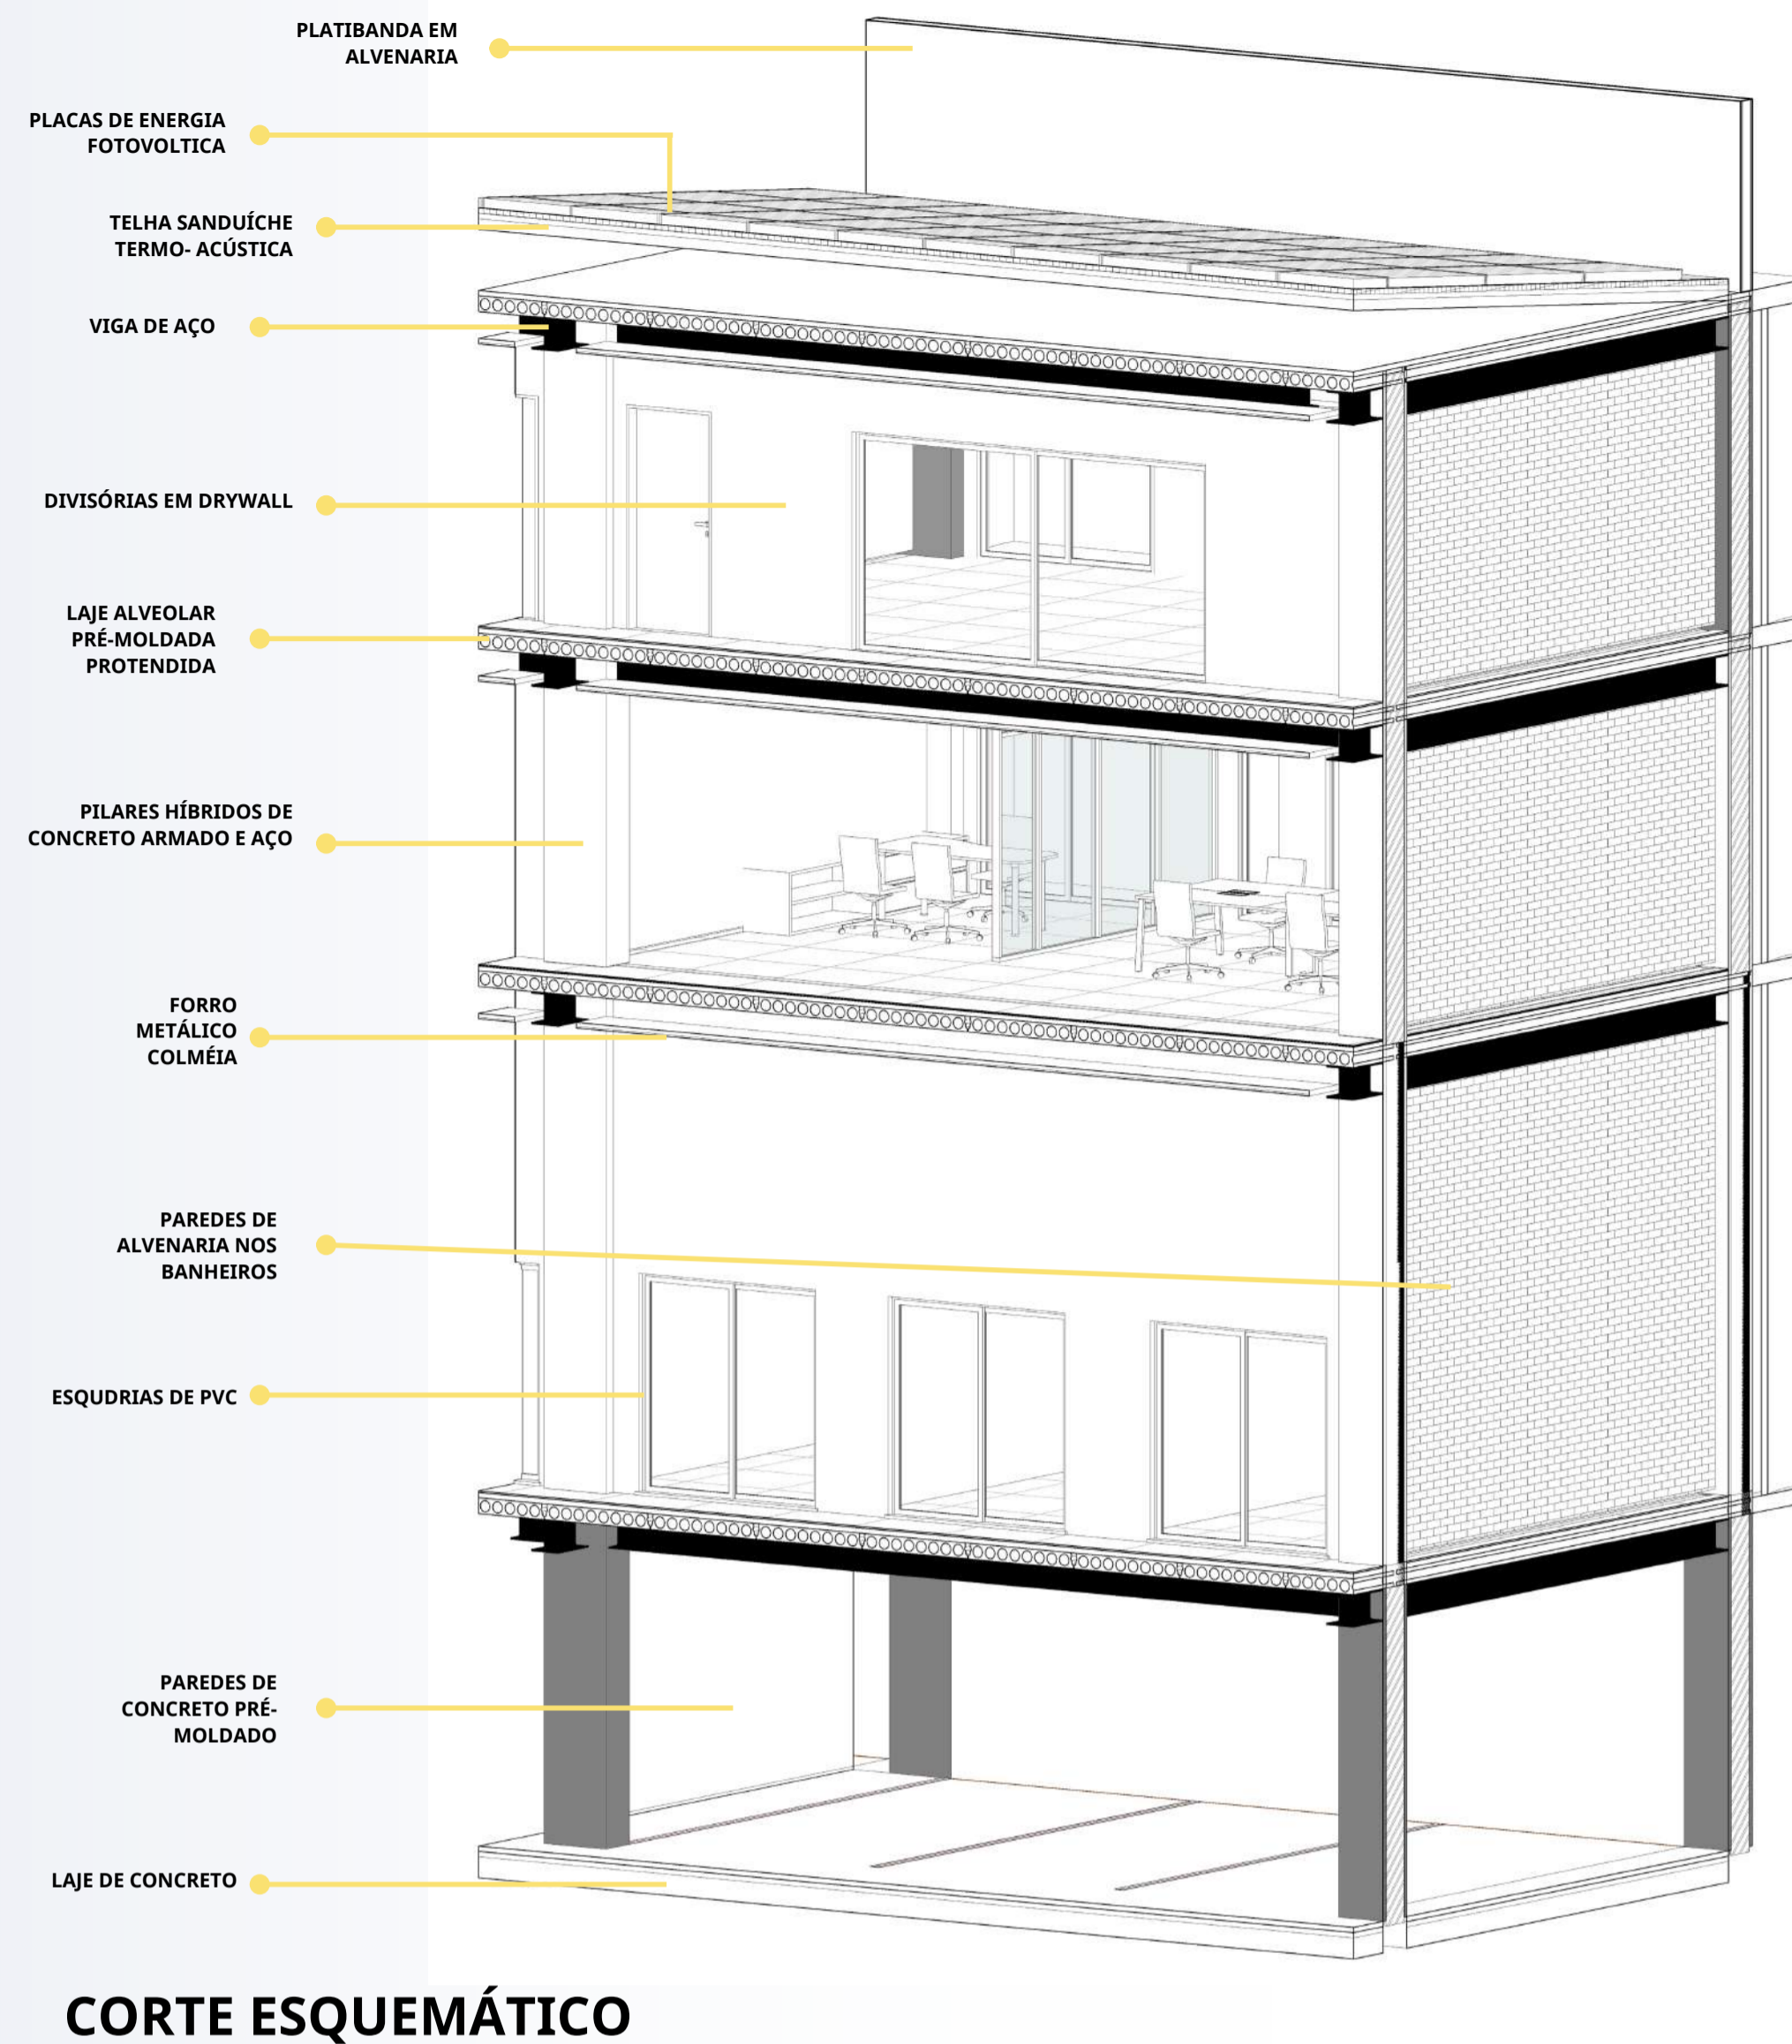 PLATIBANDA EM
ALVENARIA
PLACAS DE ENERGIA
FOTOVOLTICA
TELHA SANDUÍCHE
TERMO- ACÚSTICA
VIGA DE AÇO
DIVISÓRIAS EM DRYWALL
LAJE ALVEOLAR
PRÉ-MOLDADA
PROTENDIDA
PILARES HÍBRIDOS DE
CONCRETO ARMADO E AÇO
FORRO
METÁLICO
COLMÉIA
PAREDES DE
ALVENARIA NOS
BANHEIROS
ESQUDRIAS DE PVC
PAREDES DE
CONCRETO PRÉ-
MOLDADO
LAJE DE CONCRETO
CORTE ESQUEMÁTICO